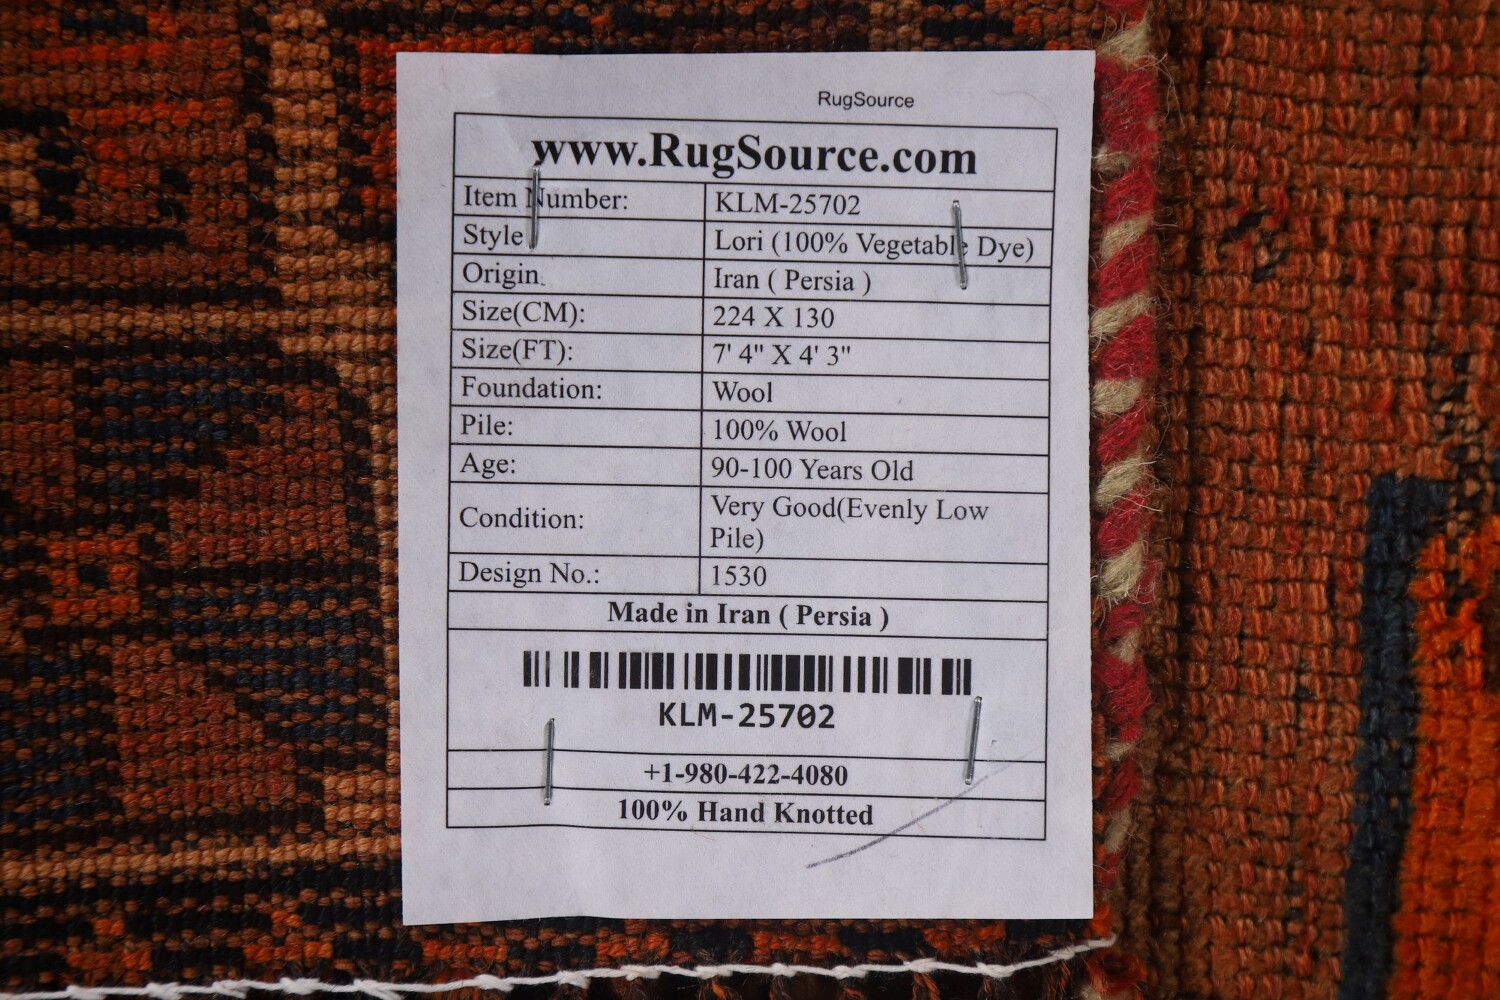 RugSource
www.RugSource.com
Item Number: KLM-25702
Style Lori (100% Vegetable Dye)
Origin. Iran ( Persia )
Size(CM): 224 X 130
Size(FT): 7' 4" X 4' 3"
Foundation: Wool
Pile: 100% Wool
Age: 90-100 Years Old
Condition: Very Good(Evenly Low
Pile)
Design No.: 1530
Made in Iran ( Persia )
KLM-25702
+1-980-422-4080
100% Hand Knotted